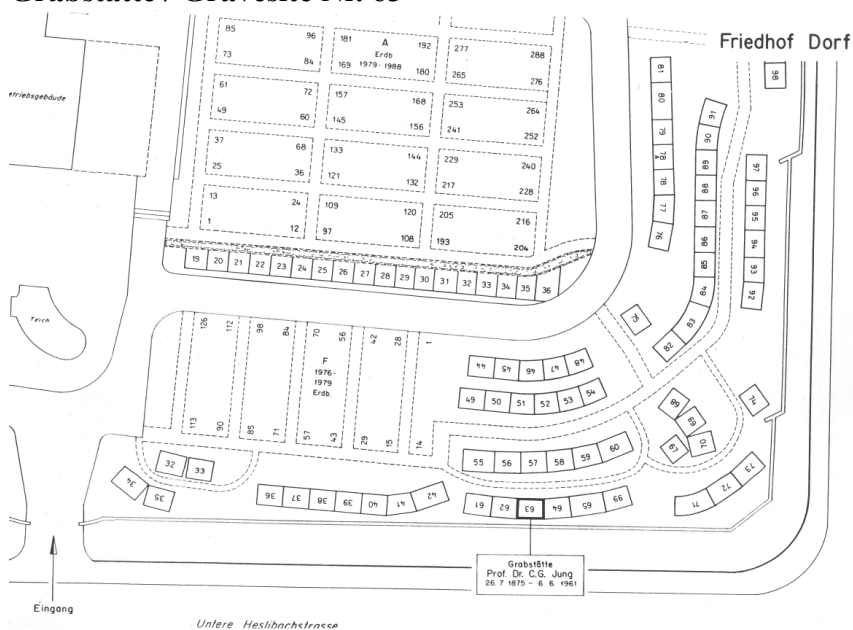 Friedhof Dorf
85 96
73 84
181 A 192
Erdb
169 1979-1988 180
277 288
265 276
etriebsgebäude
61 72
49 60
157 168
145 156
253 264
241 252
37 68
25 36
133 144
121 132
229 240
217 228
13 24
1 12
109 120
97 108
205 216
193 204
19 20 21 22 23 24 25 26 27 28 29 30 31 32 33 34 35 36
81
80
79
78
A
78
77
76
75
98
91
90
89
88
87
86
85
84
83
82
97
96
95
94
93
92
Teich
126 112 98 84 70 56 42 28 1
F
1976-
1979
Erdb.
113 90 85 71 57 43 29 15 14
44 45 46 47 48
49 50 51 52 53 54
55 56 57 58 59 60
68
69
67
70
74
73
72
71
32 33
34
35
36 37 38 39 40 41 42
61 62 63 64 65 66
Grabstätte
Prof. Dr. C.G. Jung
26 7 1875 - 6. 6. 1961
Eingang
Untere Heslibachstrasse